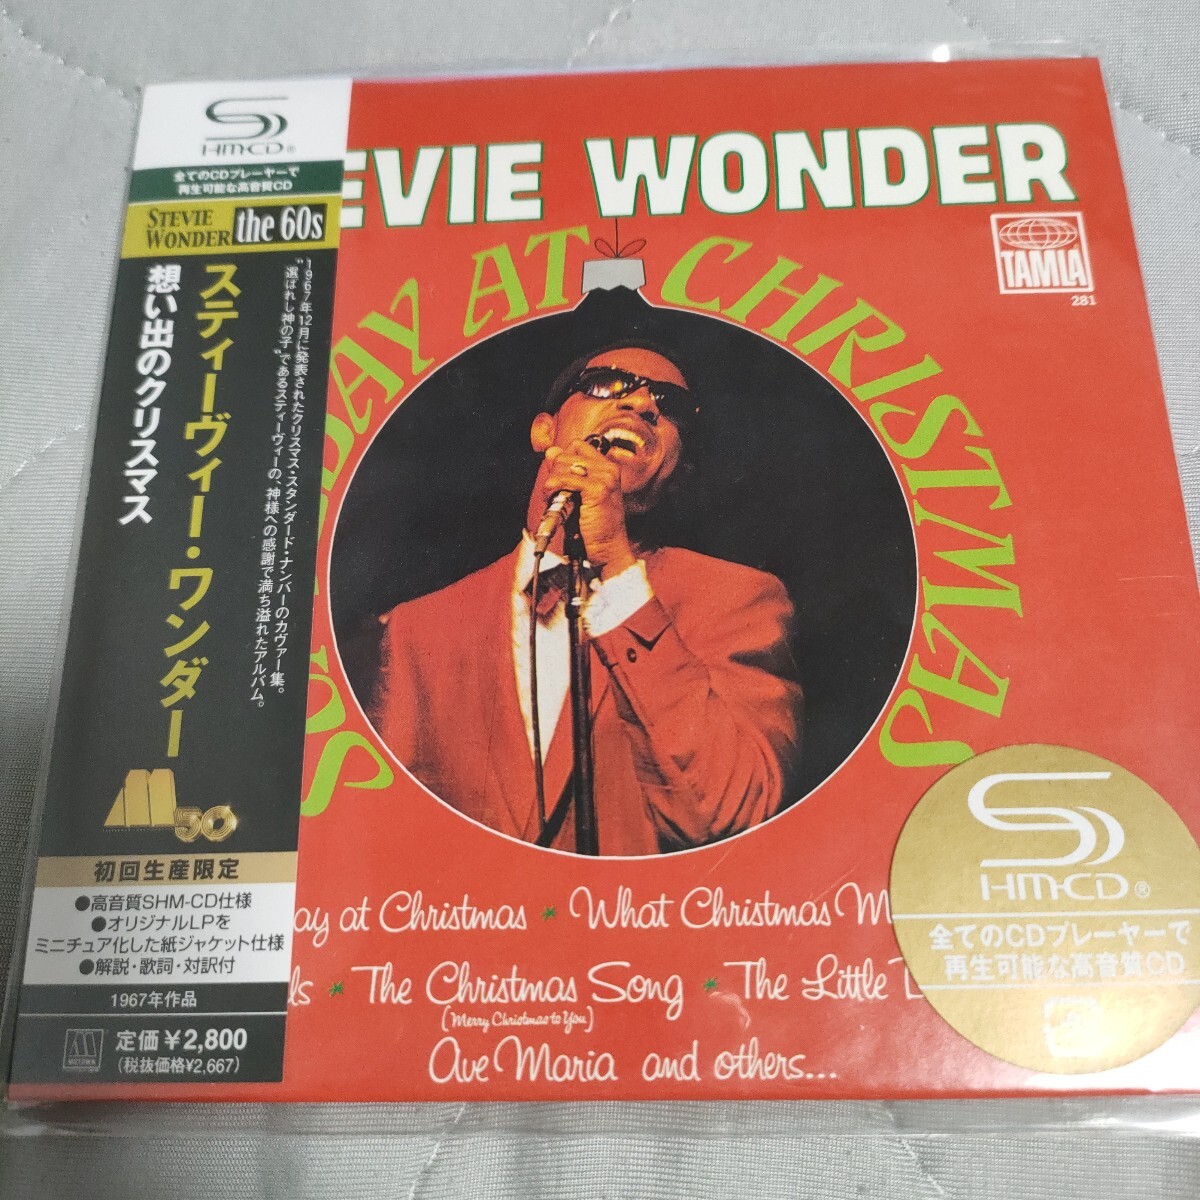 SHM-CD®
全てのCDプレーヤーで
再生可能な高音質CD
STEVIE
WONDER
the 60s
スティーヴィー・ワンダー
想い出のクリスマス
1967年12月に発表されたクリスマス・スタンダード・ナンバーのカヴァー集。
"選ばれし神の子"であるスティーヴィーの、神様への感謝で満ち溢れたアルバム。
50
初回生産限定
●高音質SHM-CD仕様
●オリジナルLPを
ミニチュア化した紙ジャケット仕様
●解説・歌詞・対訳付
1967年作品
MOTOWN
定価¥2,800
(税抜価格¥2,667)
EVIE WONDER
DAY AT CHRISTMAS
TAMLA
281
ay at Christmas * What Christmas M
ls * The Christmas Song * The Little D
(Merry Christmas to You)
Ave Maria and others...
SHM-CD®
全てのCDプレーヤーで
再生可能な高音質CD